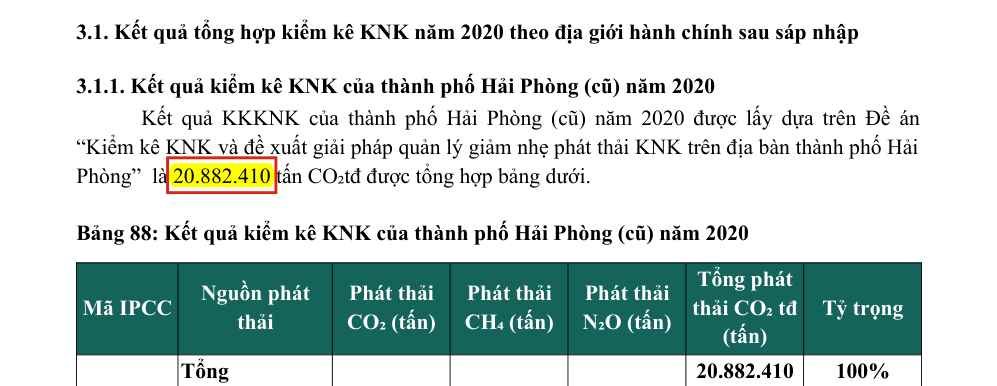 3.1. Kết quả tổng hợp kiểm kê KNK năm 2020 theo địa giới hành chính sau sáp nhập
3.1.1. Kết quả kiểm kê KNK của thành phố Hải Phòng (cũ) năm 2020
Kết quả KKKNK của thành phố Hải Phòng (cũ) năm 2020 được lấy dựa trên Đề án
“Kiểm kê KNK và đề xuất giải pháp quản lý giảm nhẹ phát thải KNK trên địa bàn thành phố Hải
Phòng” là 20.882.410 tấn CO₂tđ được tổng hợp bảng dưới.
Bảng 88: Kết quả kiểm kê KNK của thành phố Hải Phòng (cũ) năm 2020
Mã IPCC
Nguồn phát
thải
Phát thải
CO₂ (tấn)
Phát thải
CH₄ (tấn)
Phát thải
N₂O (tấn)
Tổng phát
thải CO₂ tđ
(tấn)
Tỷ trọng
Tổng 20.882.410 100%